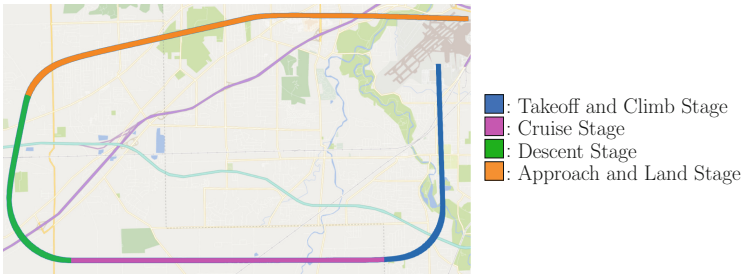 : Takeoff and Climb Stage
: Cruise Stage
: Descent Stage
: Approach and Land Stage